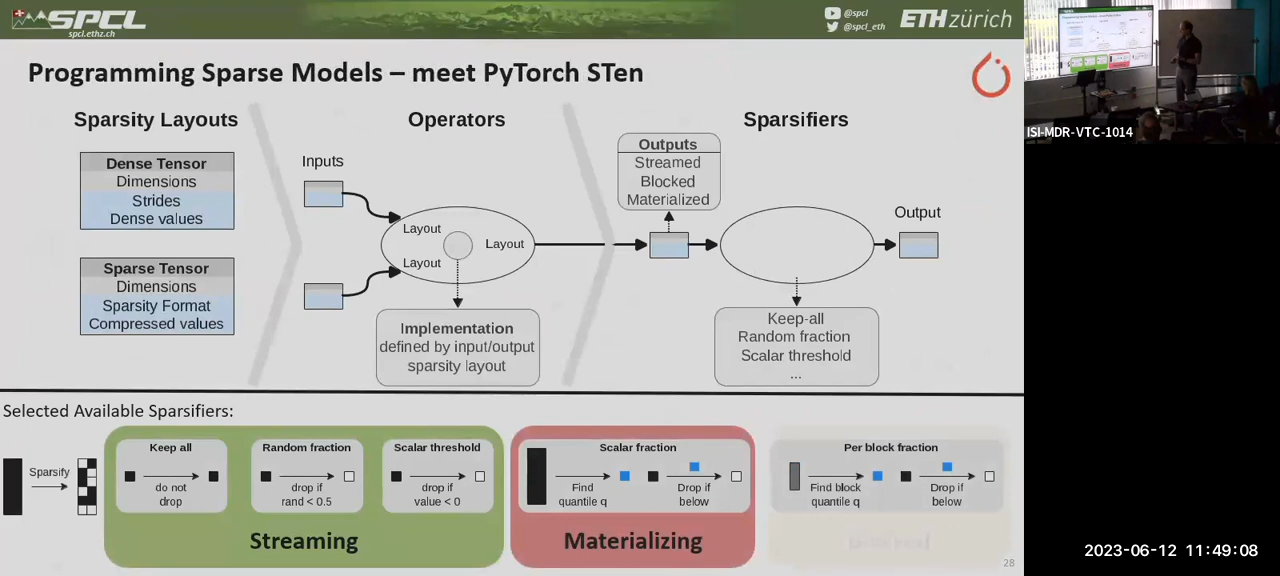 SPCL
spcl.ethz.ch
@spcl
@spcl_eth
ETH zürich
Programming Sparse Models – meet PyTorch STen
Sparsity Layouts
Operators
Sparsifiers
Dense Tensor
Dimensions
Strides
Dense values
Sparse Tensor
Dimensions
Sparsity Format
Compressed values
Inputs
Layout
Layout
Layout
Implementation
defined by input/output
sparsity layout
Outputs
Streamed
Blocked
Materialized
Output
Keep-all
Random fraction
Scalar threshold
...
Selected Available Sparsifiers:
Sparsify
Keep all
do not
drop
Random fraction
drop if
rand < 0.5
Scalar threshold
drop if
value < 0
Streaming
Scalar fraction
Find
quantile q
Drop if
below
Materializing
Per block fraction
Find block
quantile q
Drop if
below
28
ISI-MDR-VTC-1014
2023-06-12 11:49:08